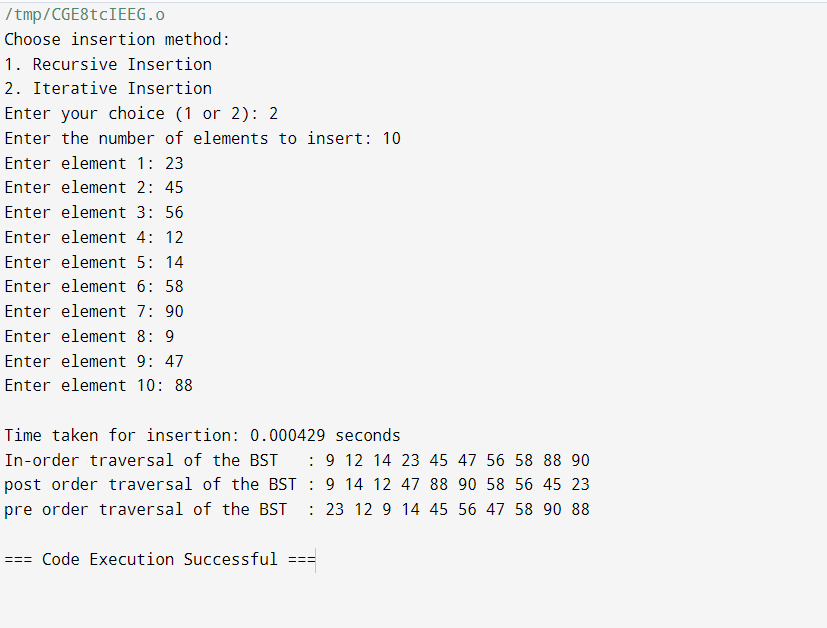 /tmp/CGE8tcIEEG.o
Choose insertion method:
1. Recursive Insertion
2. Iterative Insertion
Enter your choice (1 or 2): 2
Enter the number of elements to insert: 10
Enter element 1: 23
Enter element 2: 45
Enter element 3: 56
Enter element 4: 12
Enter element 5: 14
Enter element 6: 58
Enter element 7: 90
Enter element 8: 9
Enter element 9: 47
Enter element 10: 88
Time taken for insertion: 0.000429 seconds
In-order traversal of the BST   : 9 12 14 23 45 47 56 58 88 90
post order traversal of the BST : 9 14 12 47 88 90 58 56 45 23
pre order traversal of the BST  : 23 12 9 14 45 56 47 58 90 88
=== Code Execution Successful ===